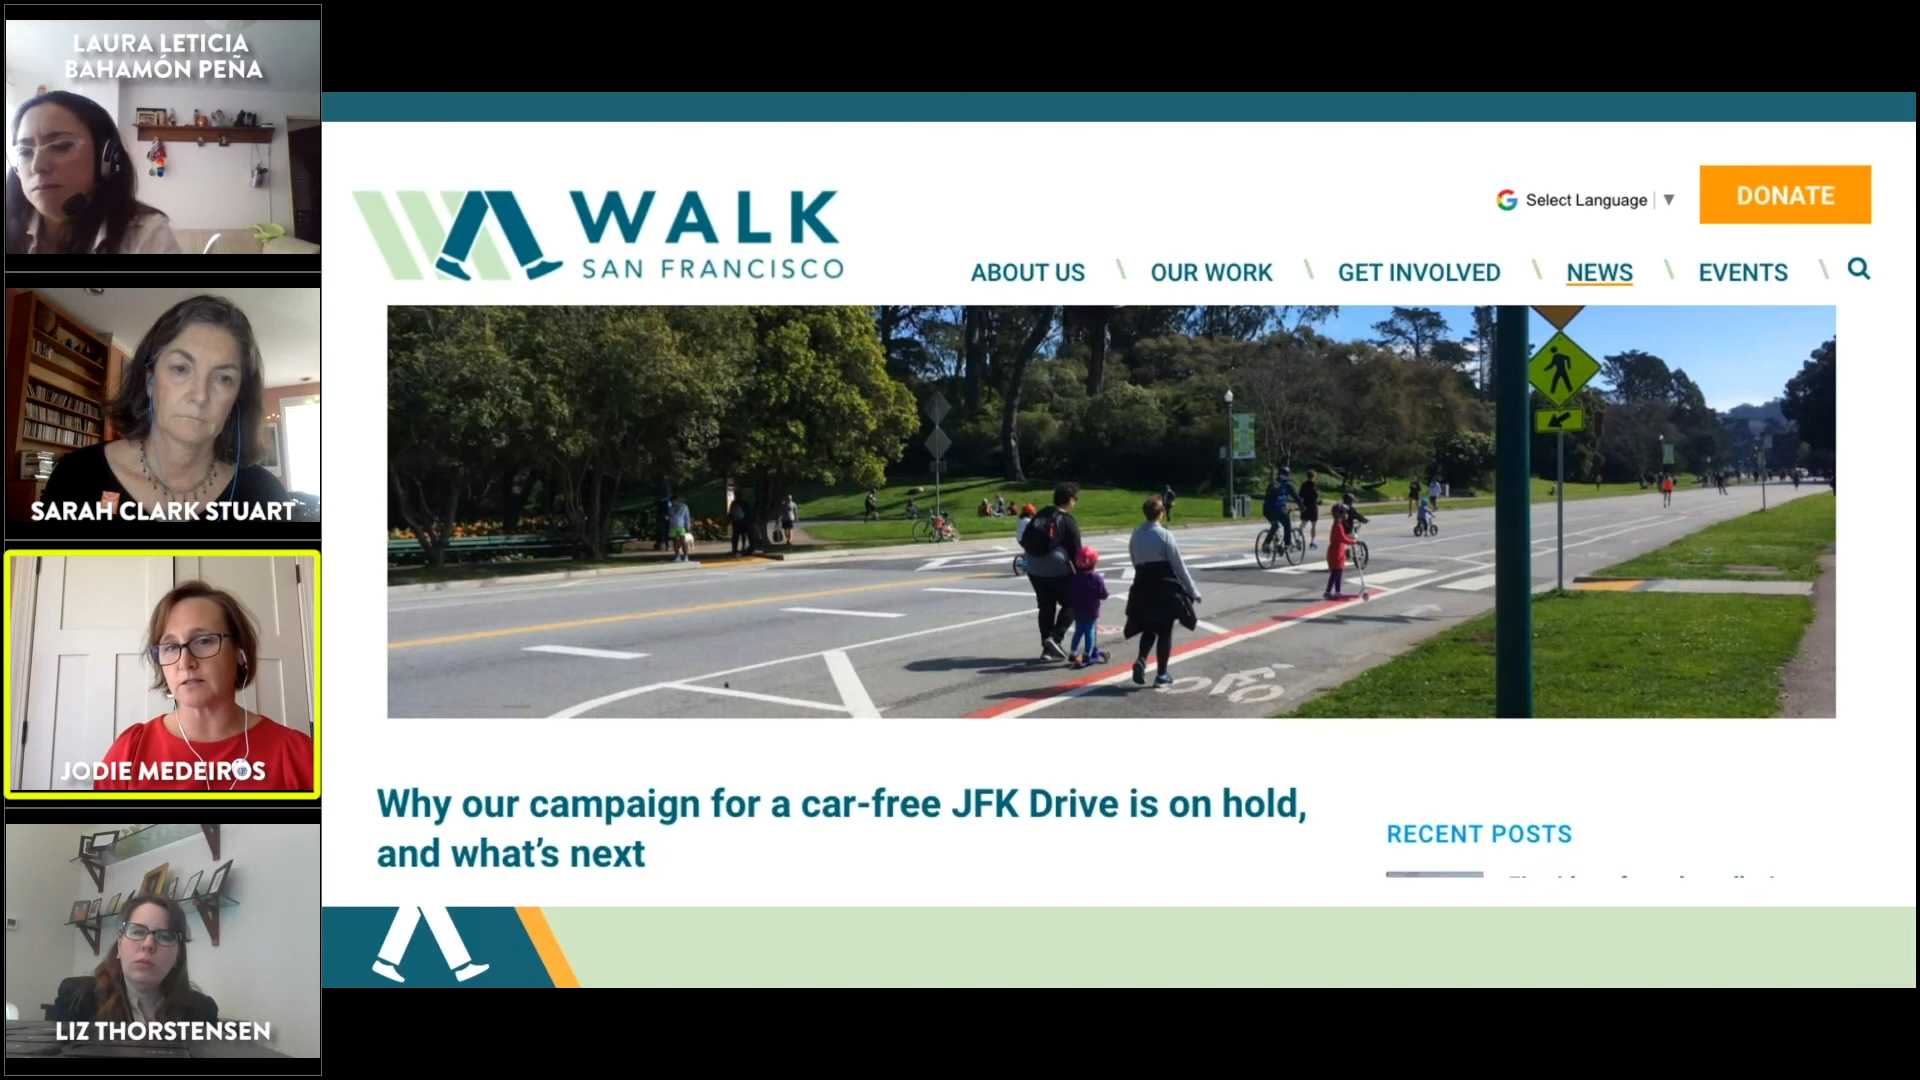 LAURA LETICIA
BAHAMÓN PEÑA
SARAH CLARK STUART
JODIE MEDEIROS
LIZ THORSTENSEN
WALK
SAN FRANCISCO
Select Language ▼
DONATE
ABOUT US \ OUR WORK \ GET INVOLVED \ NEWS \ EVENTS \
Why our campaign for a car-free JFK Drive is on hold,
and what's next
RECENT POSTS